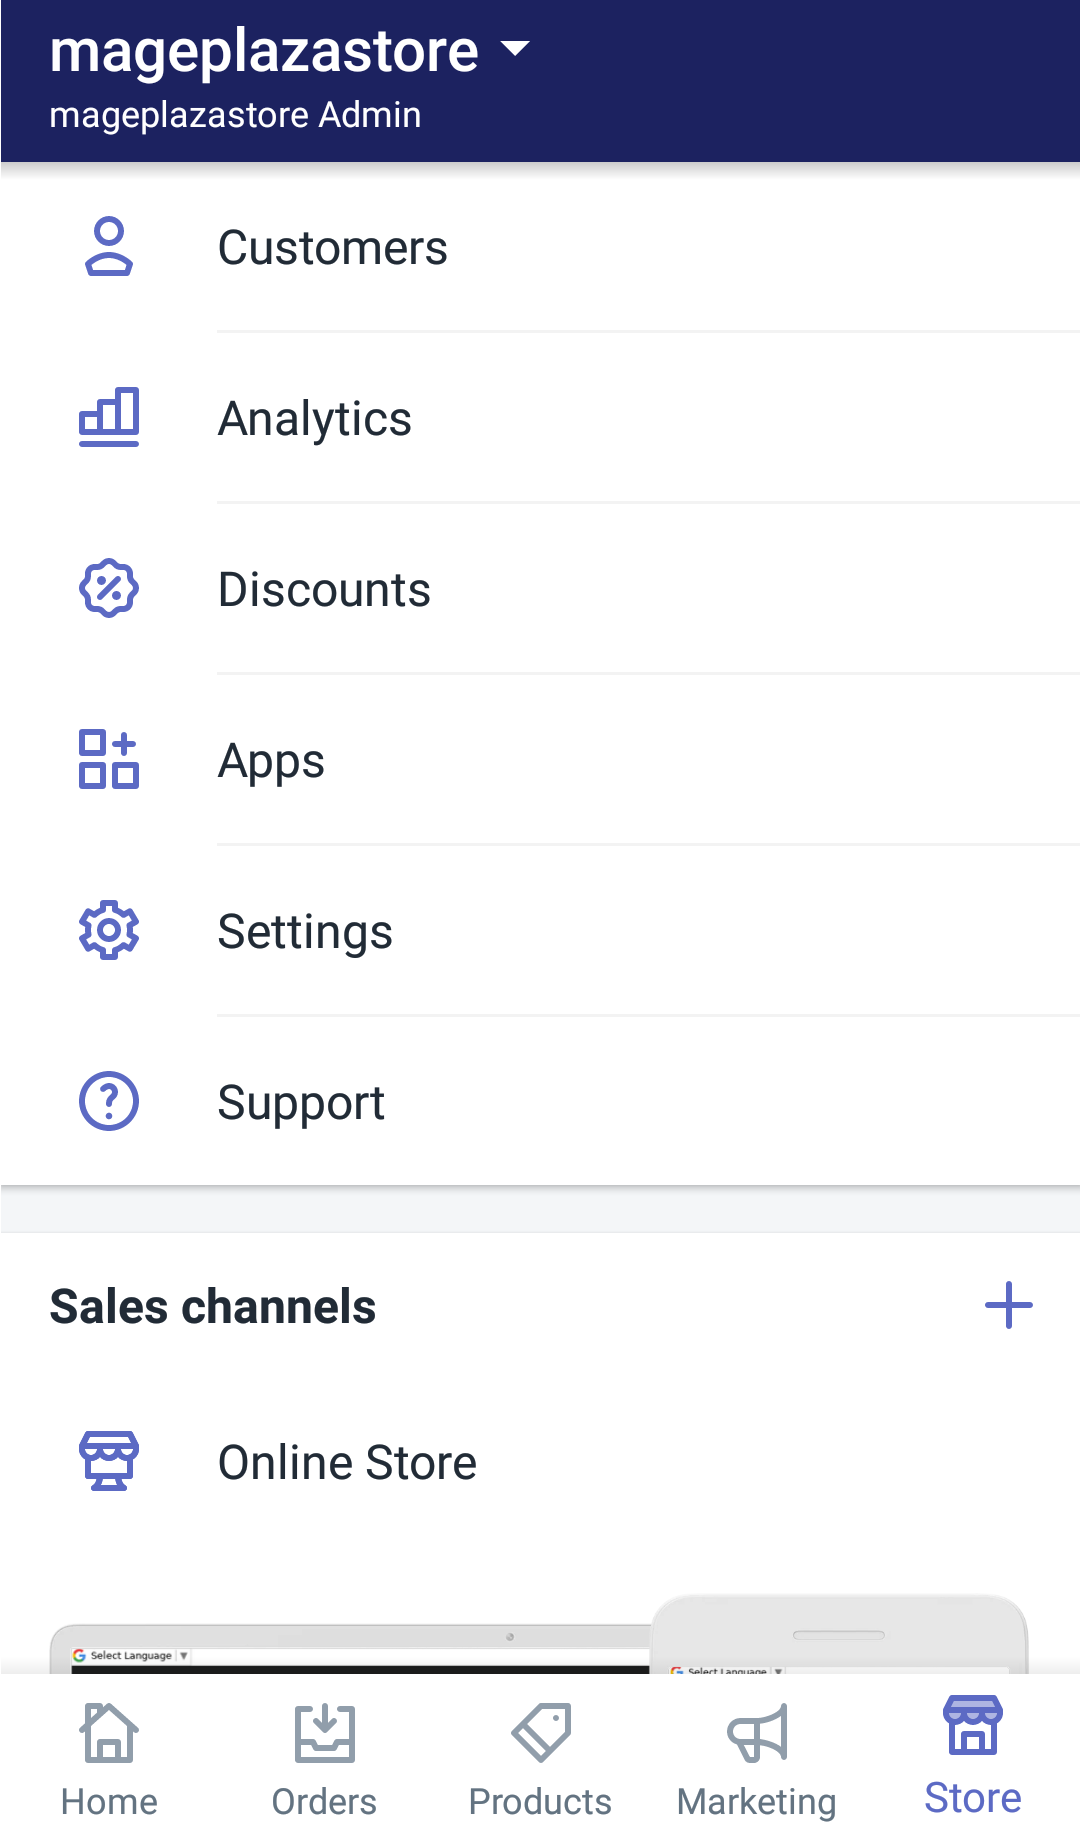 mageplazastore
mageplazastore Admin
Customers
Analytics
Discounts
Apps
Settings
Support
Sales channels
Online Store
Select Language
Select Language
Home
Orders
Products
Marketing
Store